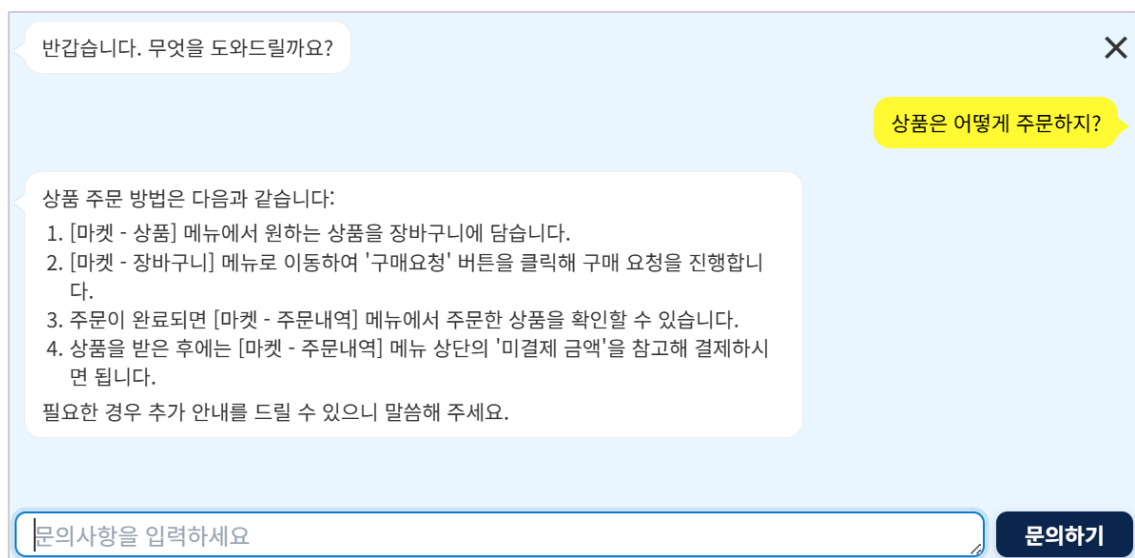 반갑습니다. 무엇을 도와드릴까요?
상품은 어떻게 주문하지?
상품 주문 방법은 다음과 같습니다:
1. [마켓 - 상품] 메뉴에서 원하는 상품을 장바구니에 담습니다.
2. [마켓 - 장바구니] 메뉴로 이동하여 '구매요청' 버튼을 클릭해 구매 요청을 진행합니
다.
3. 주문이 완료되면 [마켓 - 주문내역] 메뉴에서 주문한 상품을 확인할 수 있습니다.
4. 상품을 받은 후에는 [마켓 - 주문내역] 메뉴 상단의 '미결제 금액'을 참고해 결제하시
면 됩니다.
필요한 경우 추가 안내를 드릴 수 있으니 말씀해 주세요.
문의사항을 입력하세요
문의하기